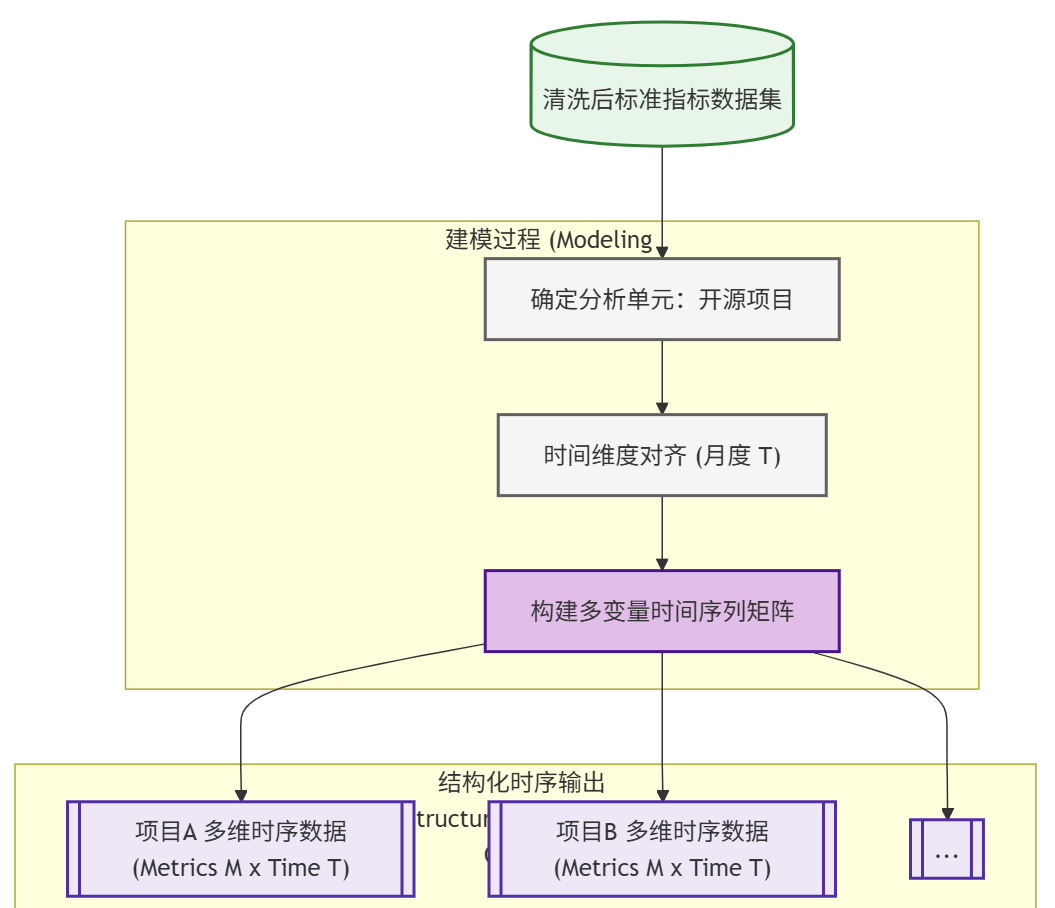 清洗后标准指标数据集
建模过程 (Modeling
确定分析单元：开源项目
时间维度对齐 (月度 T)
构建多变量时间序列矩阵
结构化时序输出
tructur
项目A 多维时序数据
(Metrics M x Time T)
项目B 多维时序数据
(Metrics M x Time T)
...